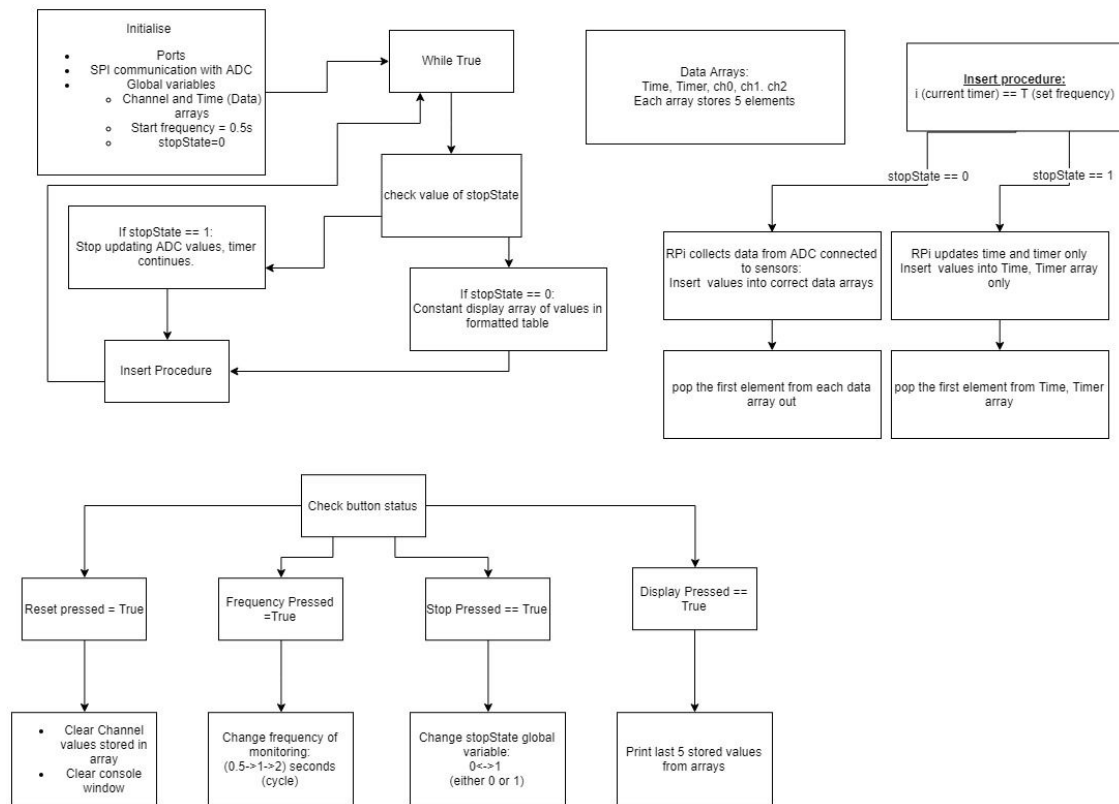 Initialise
Ports
SPI communication with ADC
Global variables
Channel and Time (Data)
arrays
Start frequency = 0.5s
stopState=0
While True
check value of stopState
If stopState == 1:
Stop updating ADC values, timer
continues.
If stopState == 0:
Constant display array of values in
formatted table
Insert Procedure
Data Arrays:
Time, Timer, ch0, ch1. ch2
Each array stores 5 elements
Insert procedure:
i (current timer) == T (set frequency)
stopState == 0
stopState == 1
RPi collects data from ADC connected
to sensors:
Insert values into correct data arrays
RPi updates time and timer only
Insert values into Time, Timer array
only
pop the first element from each data
array out
pop the first element from Time, Timer
array
Check button status
Reset pressed = True
Frequency Pressed
=True
Stop Pressed == True
Display Pressed ==
True
Clear Channel
values stored in
array
Clear console
window
Change frequency of
monitoring:
(0.5->1->2) seconds
(cycle)
Change stopState global
variable:
0<->1
(either 0 or 1)
Print last 5 stored values
from arrays